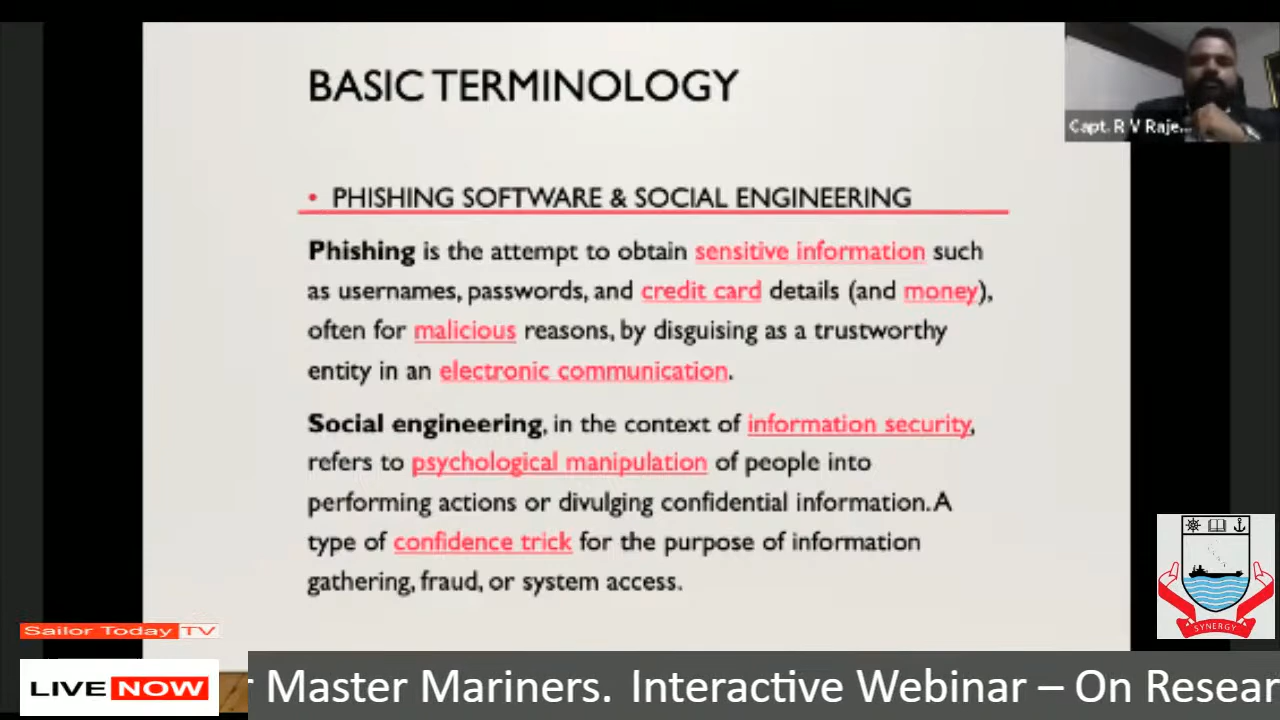 BASIC TERMINOLOGY
Capt. R V Raje...
• PHISHING SOFTWARE & SOCIAL ENGINEERING
Phishing is the attempt to obtain sensitive information such
as usernames, passwords, and credit card details (and money),
often for malicious reasons, by disguising as a trustworthy
entity in an electronic communication.
Social engineering, in the context of information security,
refers to psychological manipulation of people into
performing actions or divulging confidential information. A
type of confidence trick for the purpose of information
gathering, fraud, or system access.
SYNERGY
Sailor Today TV
LIVE NOW
r Master Mariners. Interactive Webinar – On Resear